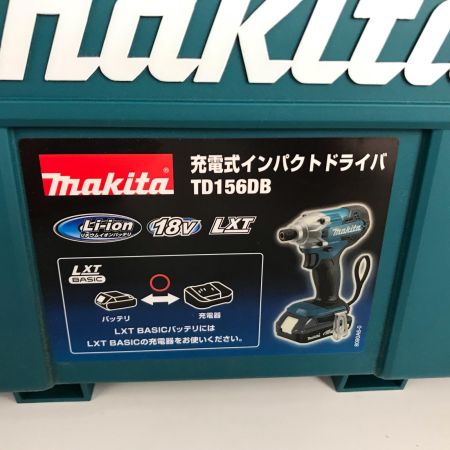 makita
makita
充電式インパクトドライバ
TD156DB
Li-ion
リチウムイオンバッテリ
18V
LXT
LXT
BASIC
バッテリ
充電器
LXT BASICバッテリには
LXT BASICの充電器をお使いください。
makita